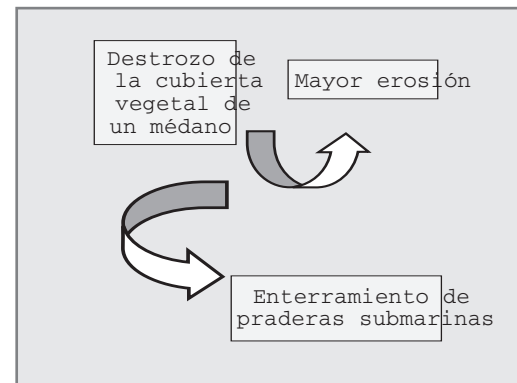 Destrozo de
la cubierta
vegetal de
un médano
Mayor erosión
Enterramiento de
praderas submarinas